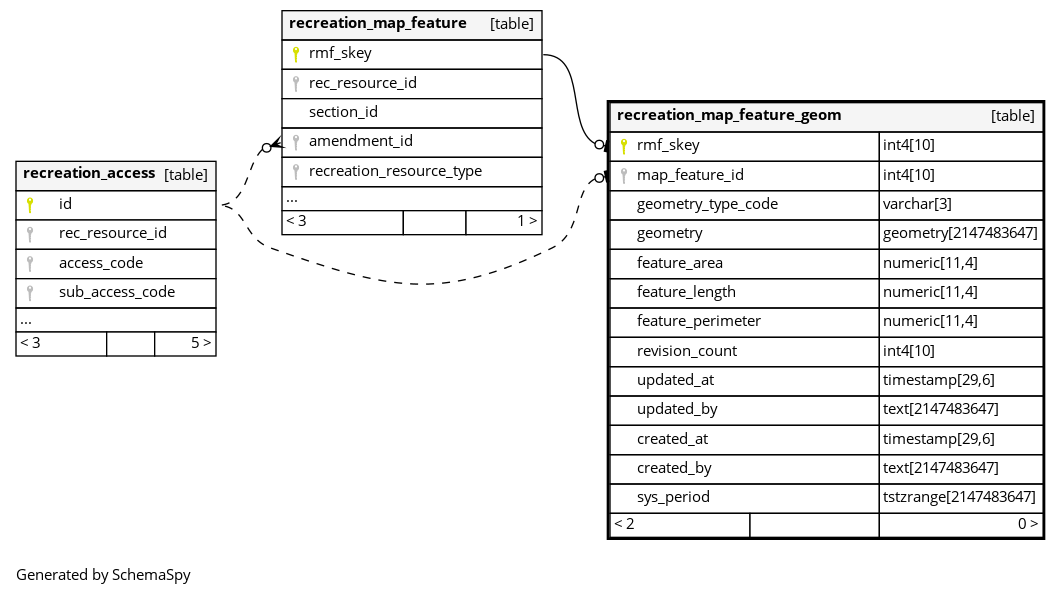 recreation_map_feature [table]
rmf_skey
rec_resource_id
section_id
amendment_id
recreation_resource_type
...
< 3 1 >
recreation_map_feature_geom [table]
rmf_skey int4[10]
map_feature_id int4[10]
geometry_type_code varchar[3]
geometry geometry[2147483647]
feature_area numeric[11,4]
feature_length numeric[11,4]
feature_perimeter numeric[11,4]
revision_count int4[10]
updated_at timestamp[29,6]
updated_by text[2147483647]
created_at timestamp[29,6]
created_by text[2147483647]
sys_period tstzrange[2147483647]
< 2 0 >
recreation_access [table]
id
rec_resource_id
access_code
sub_access_code
...
< 3 5 >
Generated by SchemaSpy